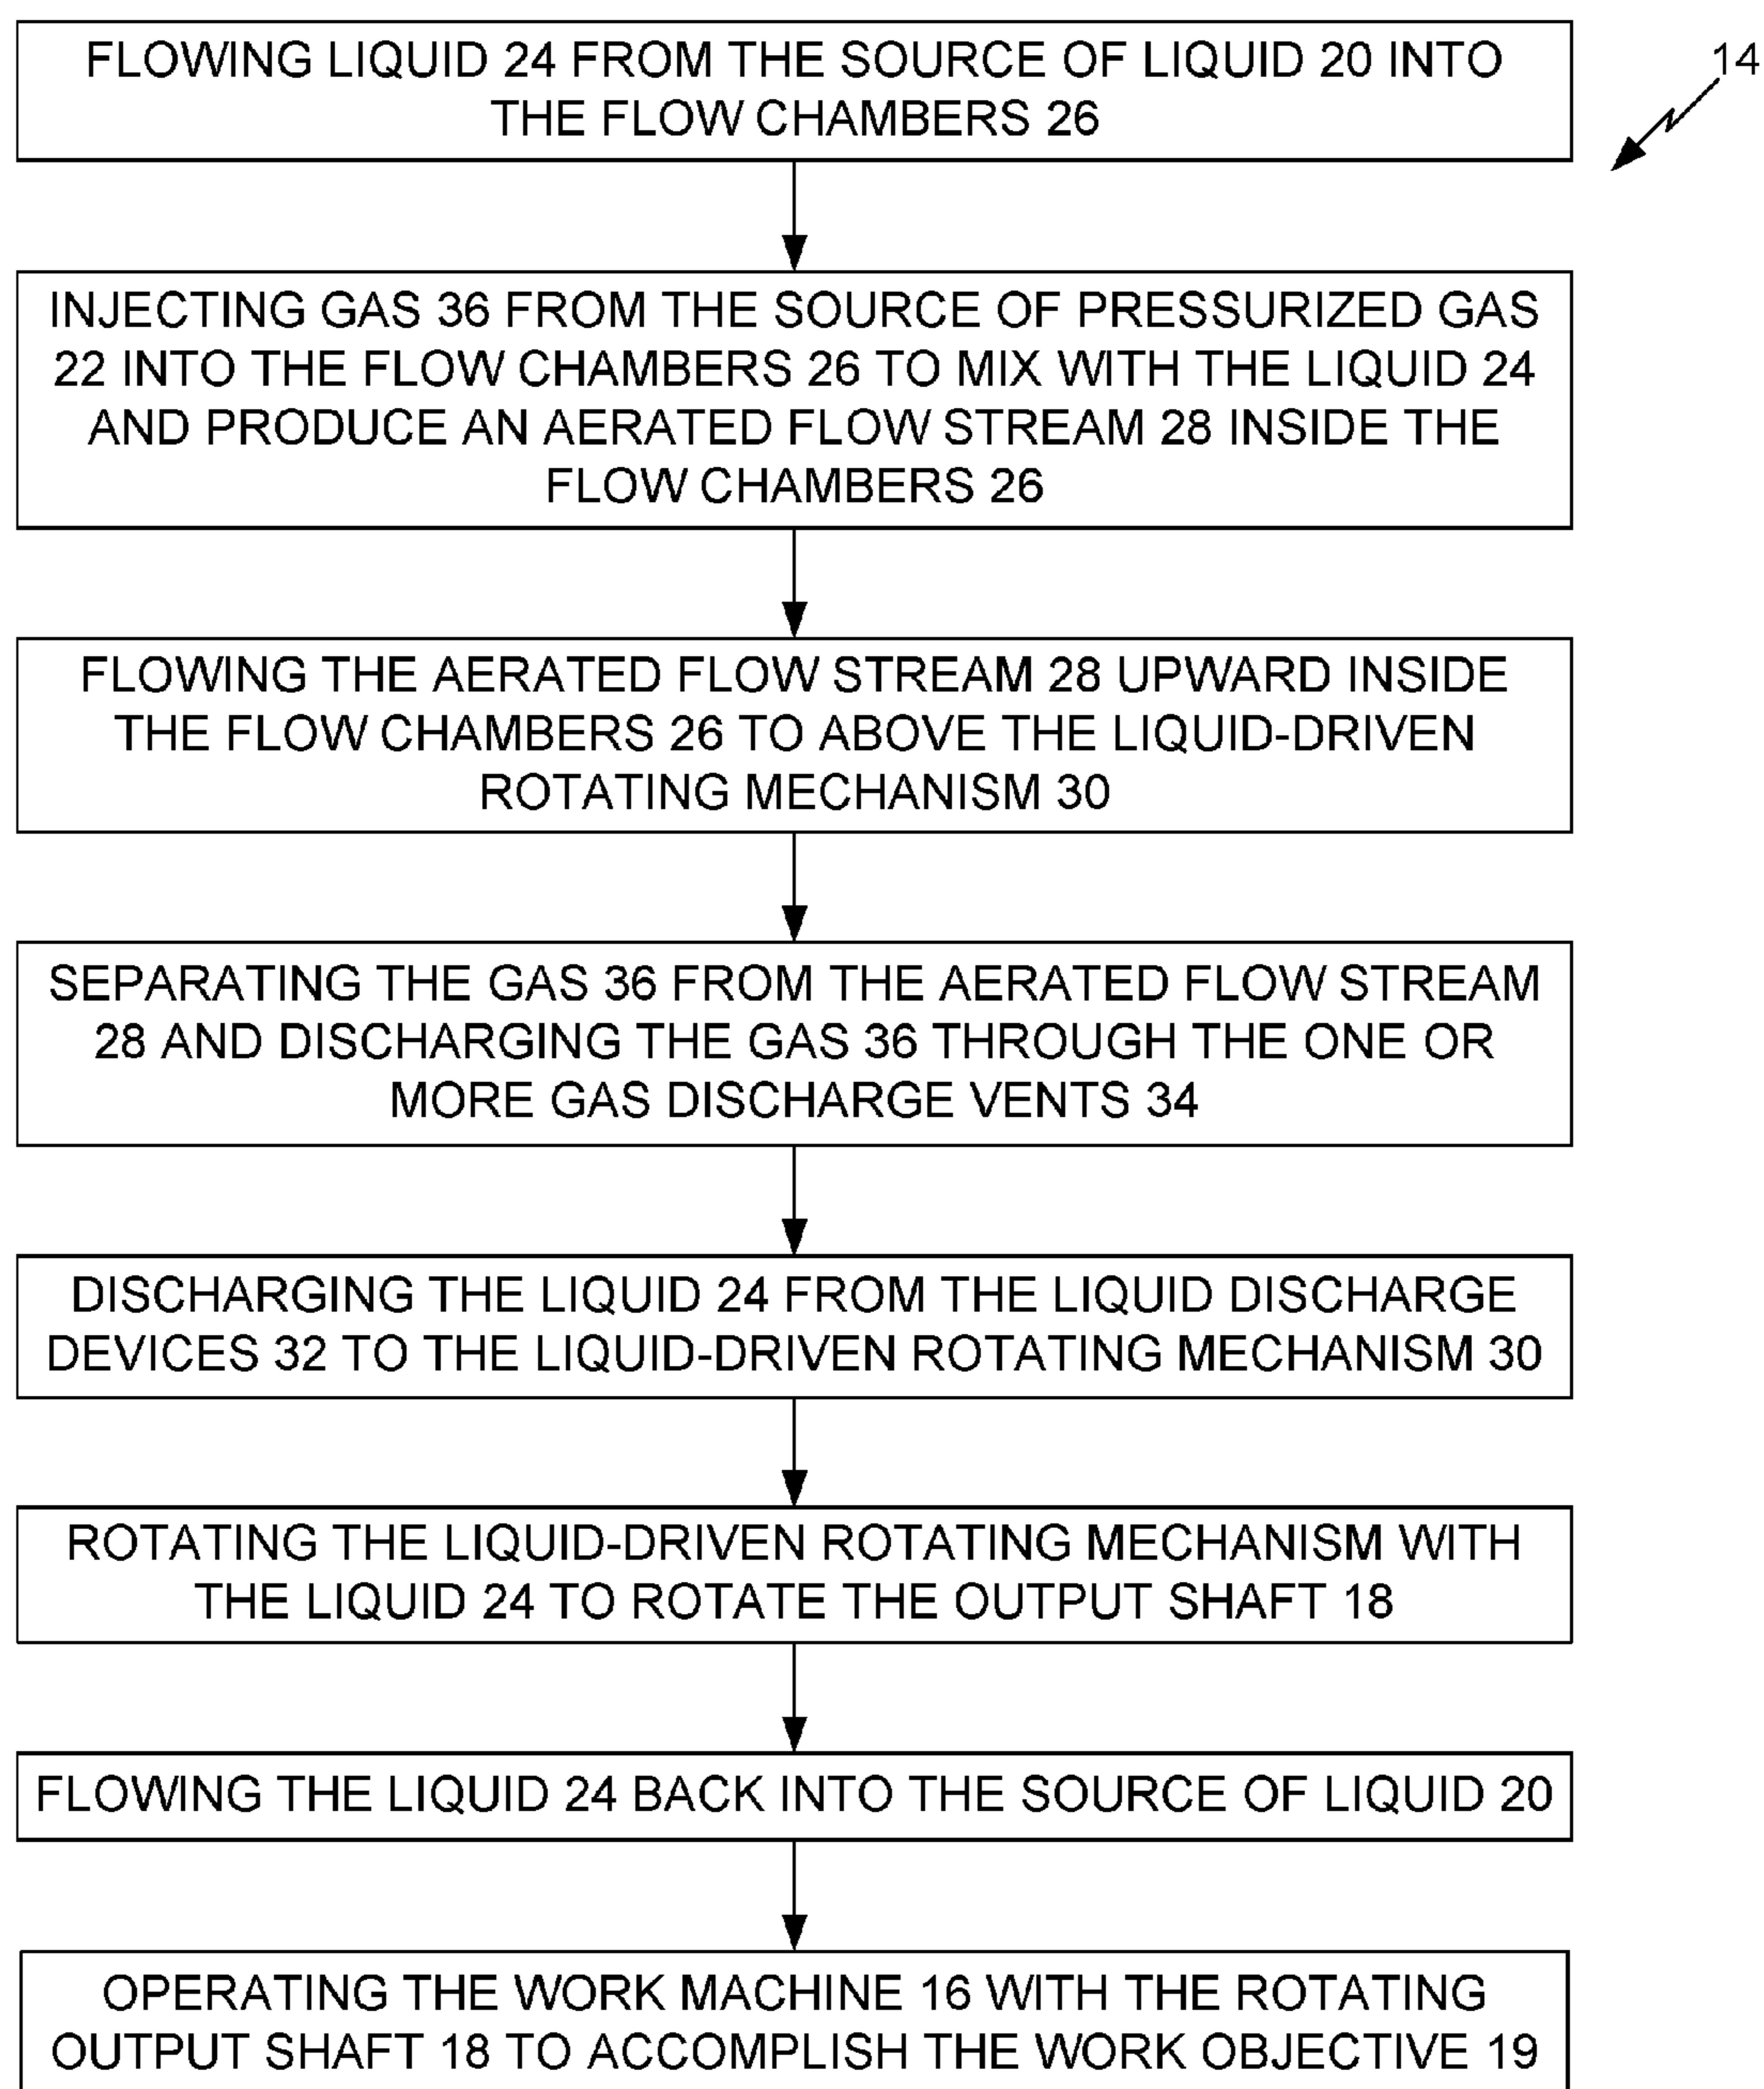 FLOWING LIQUID 24 FROM THE SOURCE OF LIQUID 20 INTO
THE FLOW CHAMBERS 26
14
INJECTING GAS 36 FROM THE SOURCE OF PRESSURIZED GAS
22 INTO THE FLOW CHAMBERS 26 TO MIX WITH THE LIQUID 24
AND PRODUCE AN AERATED FLOW STREAM 28 INSIDE THE
FLOW CHAMBERS 26
FLOWING THE AERATED FLOW STREAM 28 UPWARD INSIDE
THE FLOW CHAMBERS 26 TO ABOVE THE LIQUID-DRIVEN
ROTATING MECHANISM 30
SEPARATING THE GAS 36 FROM THE AERATED FLOW STREAM
28 AND DISCHARGING THE GAS 36 THROUGH THE ONE OR
MORE GAS DISCHARGE VENTS 34
DISCHARGING THE LIQUID 24 FROM THE LIQUID DISCHARGE
DEVICES 32 TO THE LIQUID-DRIVEN ROTATING MECHANISM 30
ROTATING THE LIQUID-DRIVEN ROTATING MECHANISM WITH
THE LIQUID 24 TO ROTATE THE OUTPUT SHAFT 18
FLOWING THE LIQUID 24 BACK INTO THE SOURCE OF LIQUID 20
OPERATING THE WORK MACHINE 16 WITH THE ROTATING
OUTPUT SHAFT 18 TO ACCOMPLISH THE WORK OBJECTIVE 19